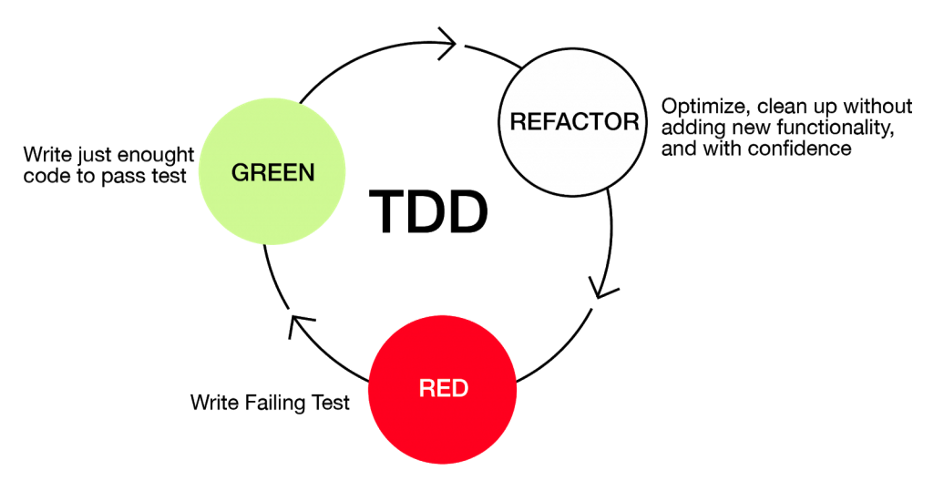 REFACTOR
Optimize, clean up without
adding new functionality,
and with confidence
Write just enought
code to pass test
GREEN
TDD
RED
Write Failing Test